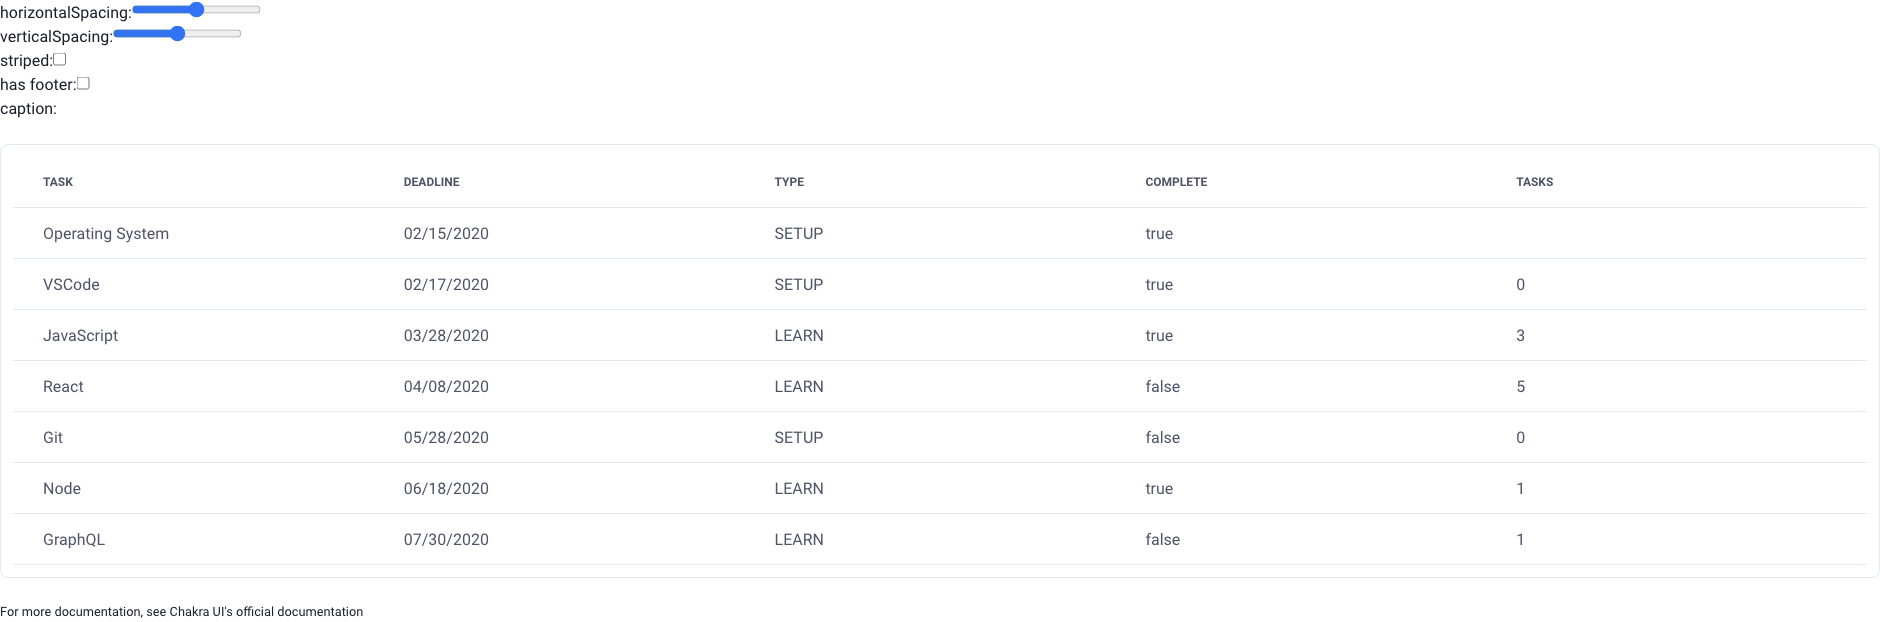 horizontalSpacing:
verticalSpacing:
striped:
has footer:
caption:
TASK DEADLINE TYPE COMPLETE TASKS
Operating System 02/15/2020 SETUP true
VSCode 02/17/2020 SETUP true 0
JavaScript 03/28/2020 LEARN true 3
React 04/08/2020 LEARN false 5
Git 05/28/2020 SETUP false 0
Node 06/18/2020 LEARN true 1
GraphQL 07/30/2020 LEARN false 1
For more documentation, see Chakra UI's official documentation